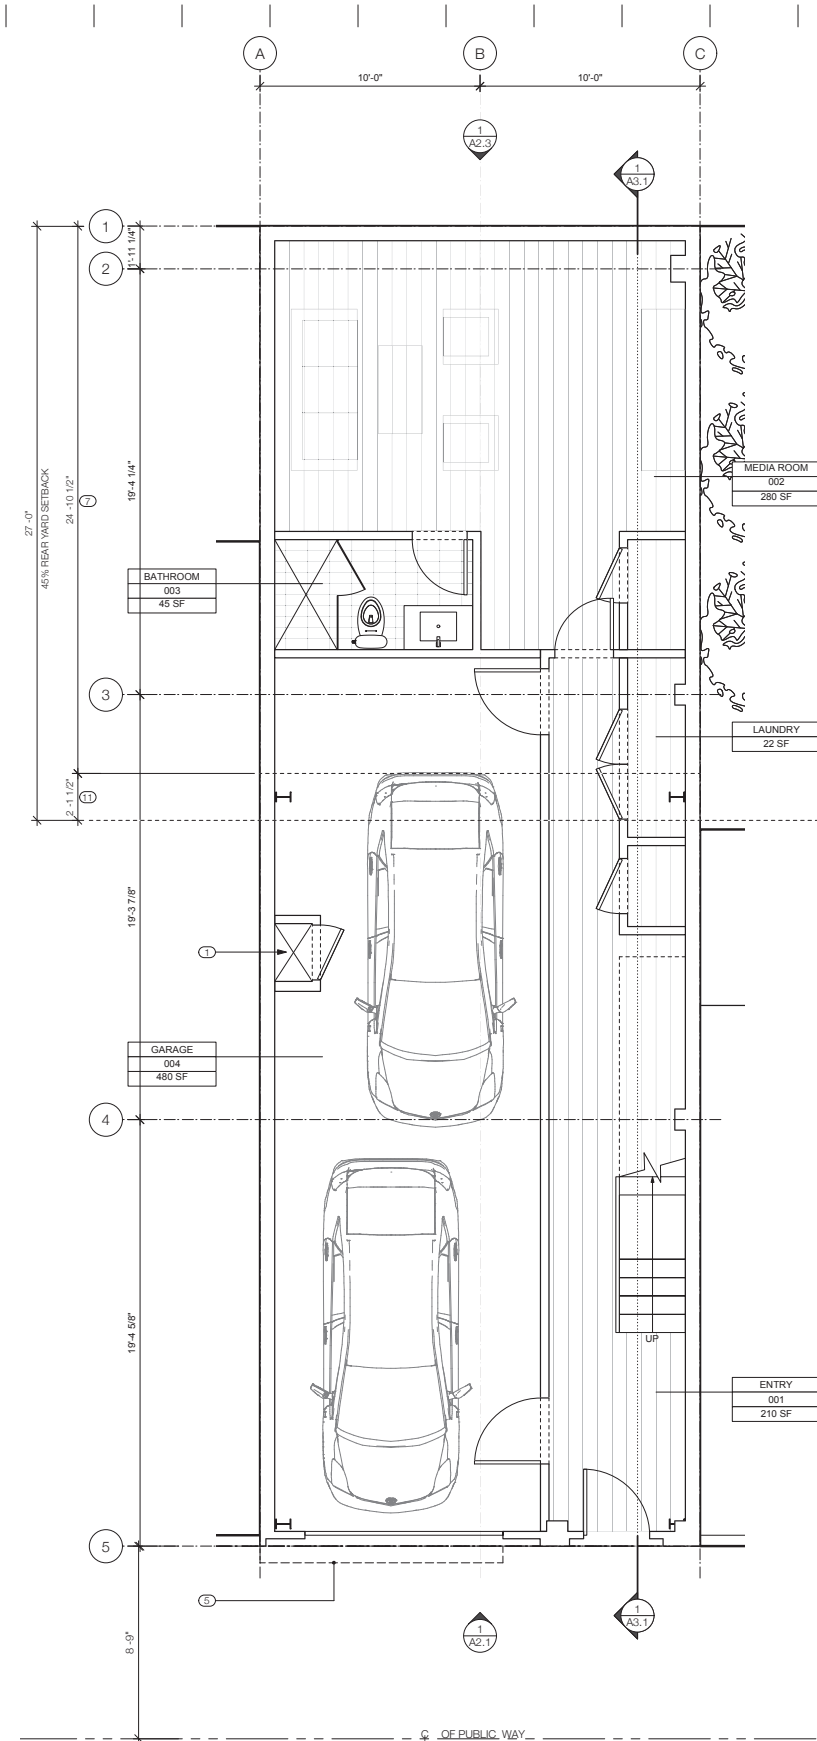 A
B
C
10'-0"
10'-0"
1
A2.3
1
A3.1
1
1'-11 1/4"
2
27'-0"
45% REAR YARD SETBACK
24'-10 1/2"
7
19'-4 1/4"
MEDIA ROOM
002
280 SF
BATHROOM
003
45 SF
3
LAUNDRY
22 SF
2'-1 1/2"
11
19'-3 7/8"
1
GARAGE
004
480 SF
4
19'-4 5/8"
UP
ENTRY
001
210 SF
5
5
8'-9"
1
A2.1
1
A3.1
C OF PUBLIC WAY